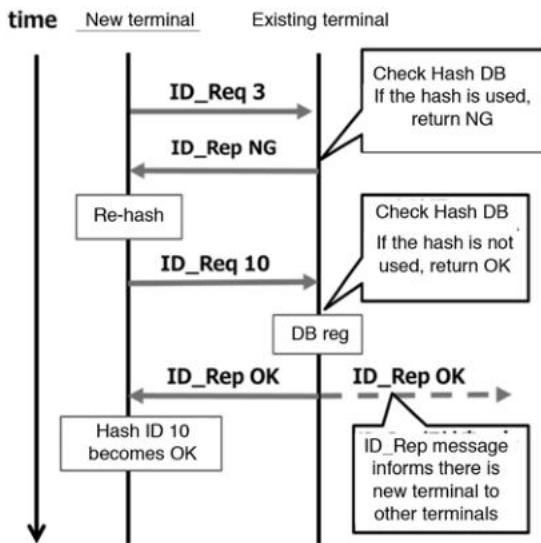 time
New terminal
Existing terminal
Check Hash DB
If the hash is used,
return NG
ID_Req 3
ID_Rep NG
Re-hash
Check Hash DB
If the hash is not
used, return OK
ID_Req 10
DB reg
ID_Rep OK
ID_Rep OK
Hash ID 10
becomes OK
ID_Rep message
informs there is
new terminal to
other terminals